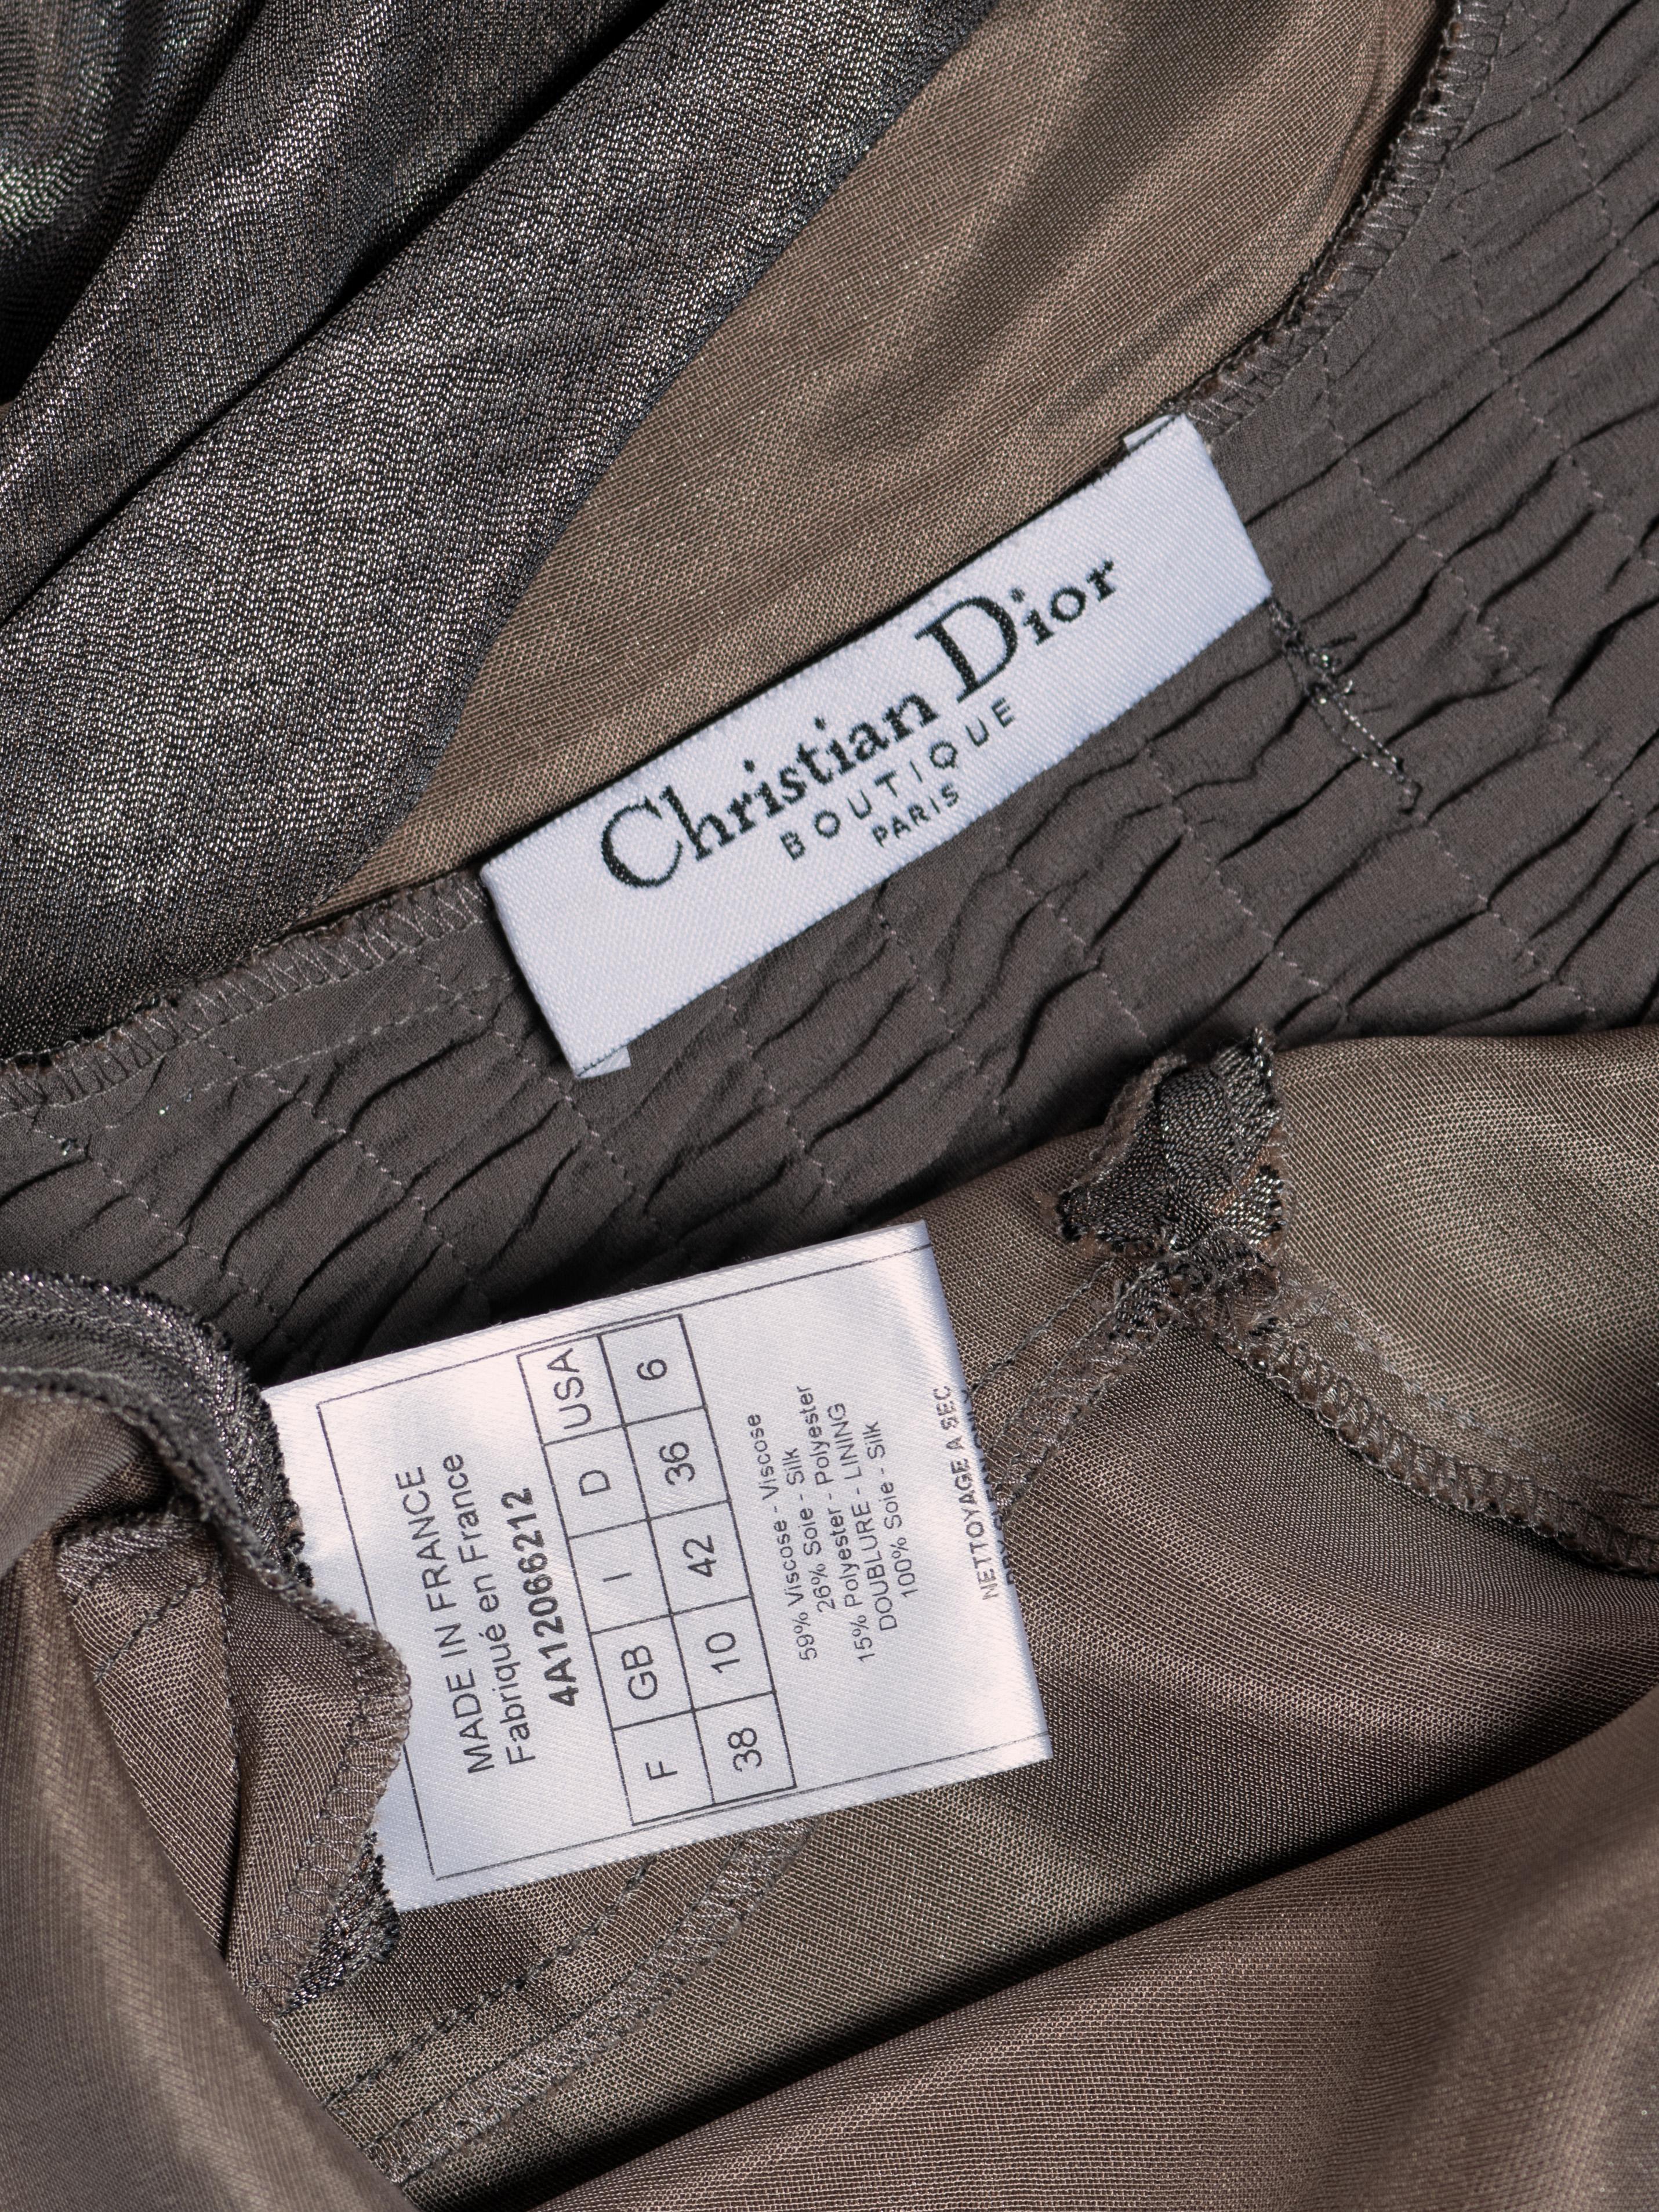 Christian Dior
BOUTIQUE
PARIS
MADE IN FRANCE
Fabriqué en France
4A12066212
F GB I D USA
38 10 42 36 6
59% Viscose - Viscose
26% Soie - Silk
15% Polyester - Polyester
DOUBLURE - LINING
100% Soie - Silk
NETTOYAGE A SEC